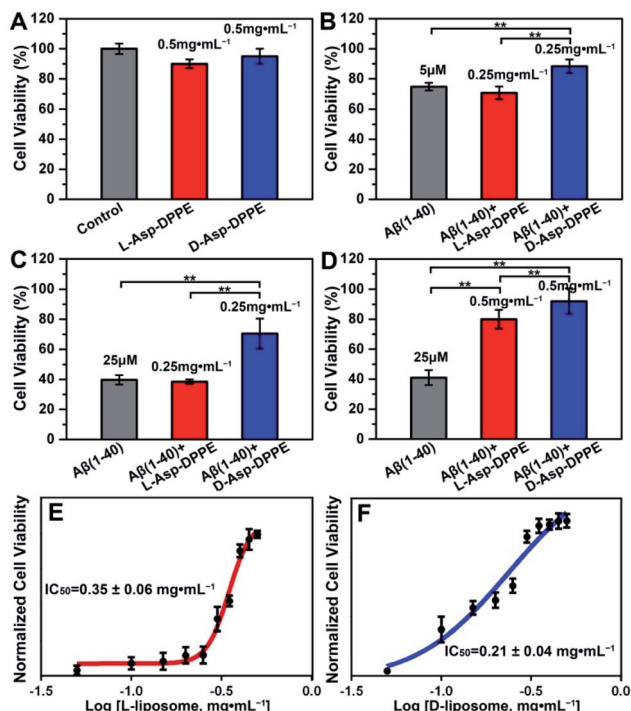 A
Cell Viability (%)
120
100
80
60
40
20
0
0.5mg•mL⁻¹
0.5mg•mL⁻¹
Control
L-Asp-DPPE
D-Asp-DPPE
B
Cell Viability (%)
120
100
80
60
40
20
0
**
**
5μM
0.25mg•mL⁻¹
0.25mg•mL⁻¹
Aβ(1-40)
Aβ(1-40)+
L-Asp-DPPE
Aβ(1-40)+
D-Asp-DPPE
C
Cell Viability (%)
120
100
80
60
40
20
0
**
**
25μM
0.25mg•mL⁻¹
0.25mg•mL⁻¹
Aβ(1-40)
Aβ(1-40)+
L-Asp-DPPE
Aβ(1-40)+
D-Asp-DPPE
D
Cell Viability (%)
120
100
80
60
40
20
0
**
**
**
25μM
0.5mg•mL⁻¹
0.5mg•mL⁻¹
Aβ(1-40)
Aβ(1-40)+
L-Asp-DPPE
Aβ(1-40)+
D-Asp-DPPE
E
Normalized Cell Viability
IC₅₀=0.35 ± 0.06 mg•mL⁻¹
-1.5 -1.0 -0.5 0.0
Log [L-liposome, mg•mL⁻¹]
F
Normalized Cell Viability
IC₅₀=0.21 ± 0.04 mg•mL⁻¹
-1.5 -1.0 -0.5 0.0
Log [D-liposome, mg•mL⁻¹]